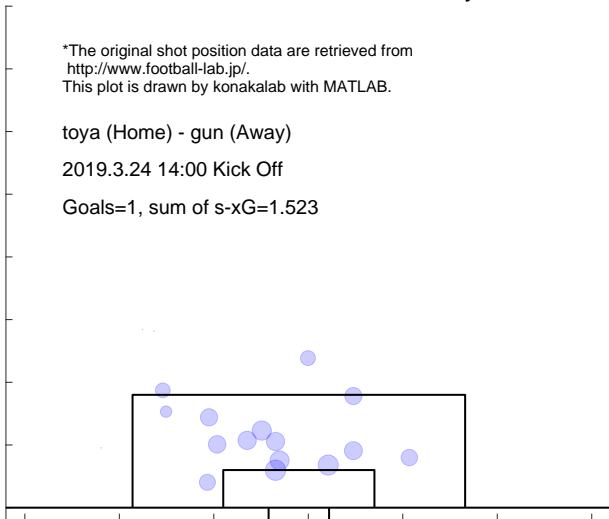 *The original shot position data are retrieved from
http://www.football-lab.jp/.
This plot is drawn by konakalab with MATLAB.
toya (Home) - gun (Away)
2019.3.24 14:00 Kick Off
Goals=1, sum of s-xG=1.523